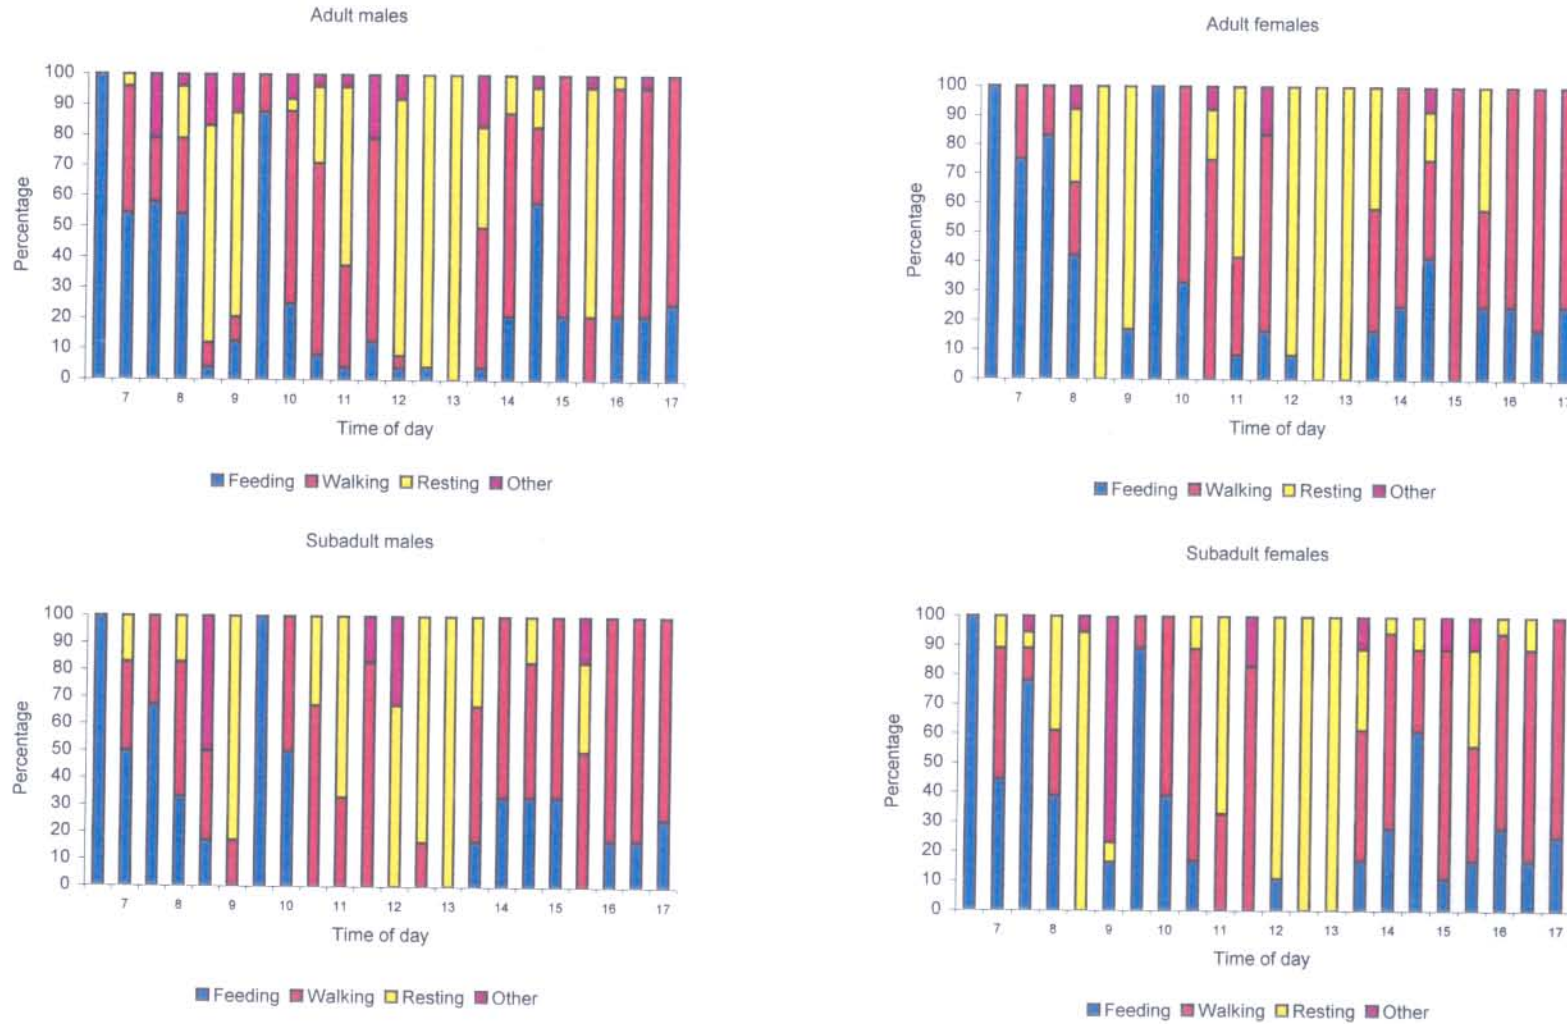 Adult males
100
90
80
70
60
50
40
30
20
10
0
Percentage
7 8 9 10 11 12 13 14 15 16 17
Time of day
Feeding Walking Resting Other
Adult females
100
90
80
70
60
50
40
30
20
10
0
Percentage
7 8 9 10 11 12 13 14 15 16
Time of day
Feeding Walking Resting Other
Subadult males
100
90
80
70
60
50
40
30
20
10
0
Percentage
7 8 9 10 11 12 13 14 15 16 17
Time of day
Feeding Walking Resting Other
Subadult females
100
90
80
70
60
50
40
30
20
10
0
Percentage
7 8 9 10 11 12 13 14 15 16 17
Time of day
Feeding Walking Resting Other